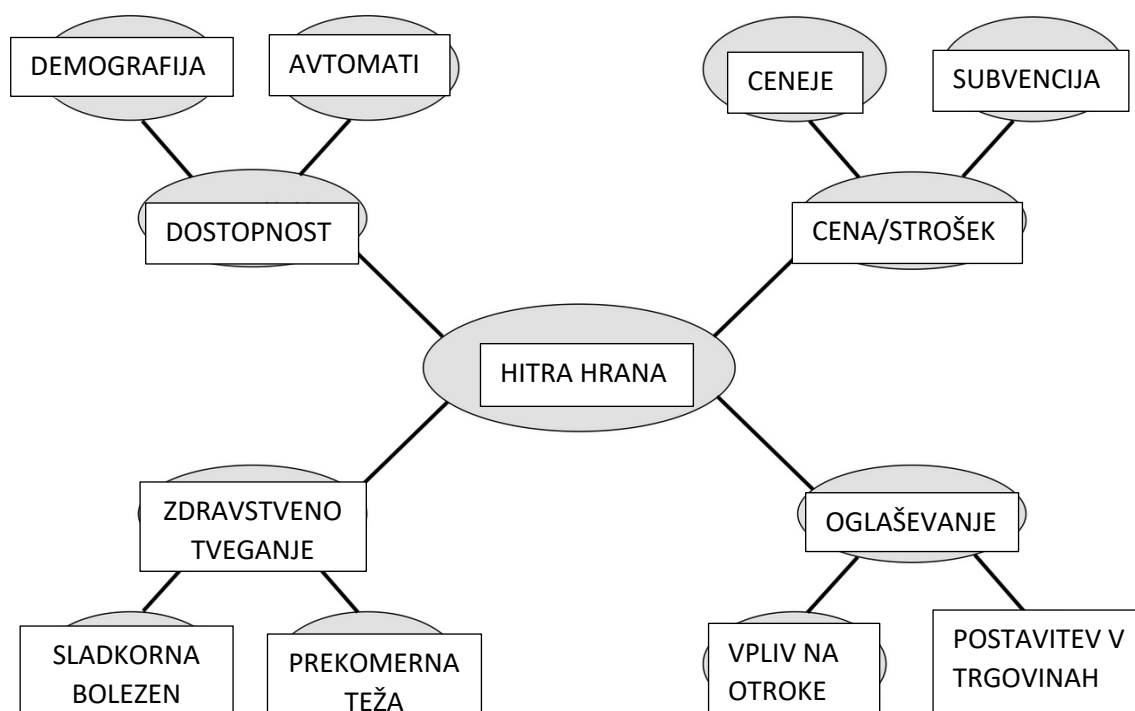 DEMOGRAFIJA
AVTOMATI
CENEJE
SUBVENCIJA
DOSTOPNOST
CENA/STROŠEK
HITRA HRANA
ZDRAVSTVENO
TVEGANJE
OGLAŠEVANJE
SLADKORNA
BOLEZEN
PREKOMERNA
TEŽA
VPLIV NA
OTROKE
POSTAVITEV V
TRGOVINAH